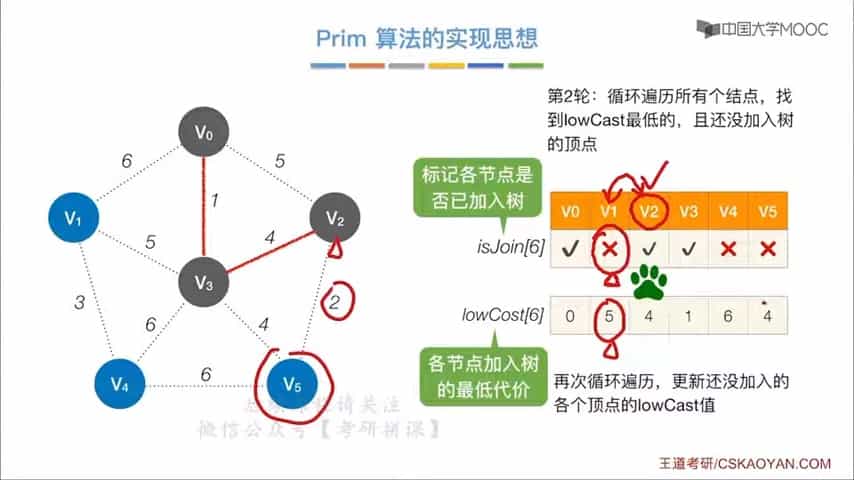 Prim 算法的实现思想
中国大学MOOC
第2轮：循环遍历所有个结点，找
到lowCast最低的，且还没加入树
的顶点
标记各节点是
否已加入树
V0 V1 V2 V3 V4 V5
isJoin[6] ✓ ✗ ✓ ✓ ✗ ✗
lowCost[6] 0 5 4 1 6 4
各节点加入树
的最低代价
再次循环遍历，更新还没加入的
各个顶点的lowCast值
V0
6
5
1
V1
V2
5
4
V3
3
2
6
4
V4
6
V5
微信公众号【考研拼课】
王道考研/CSKAOYAN.COM